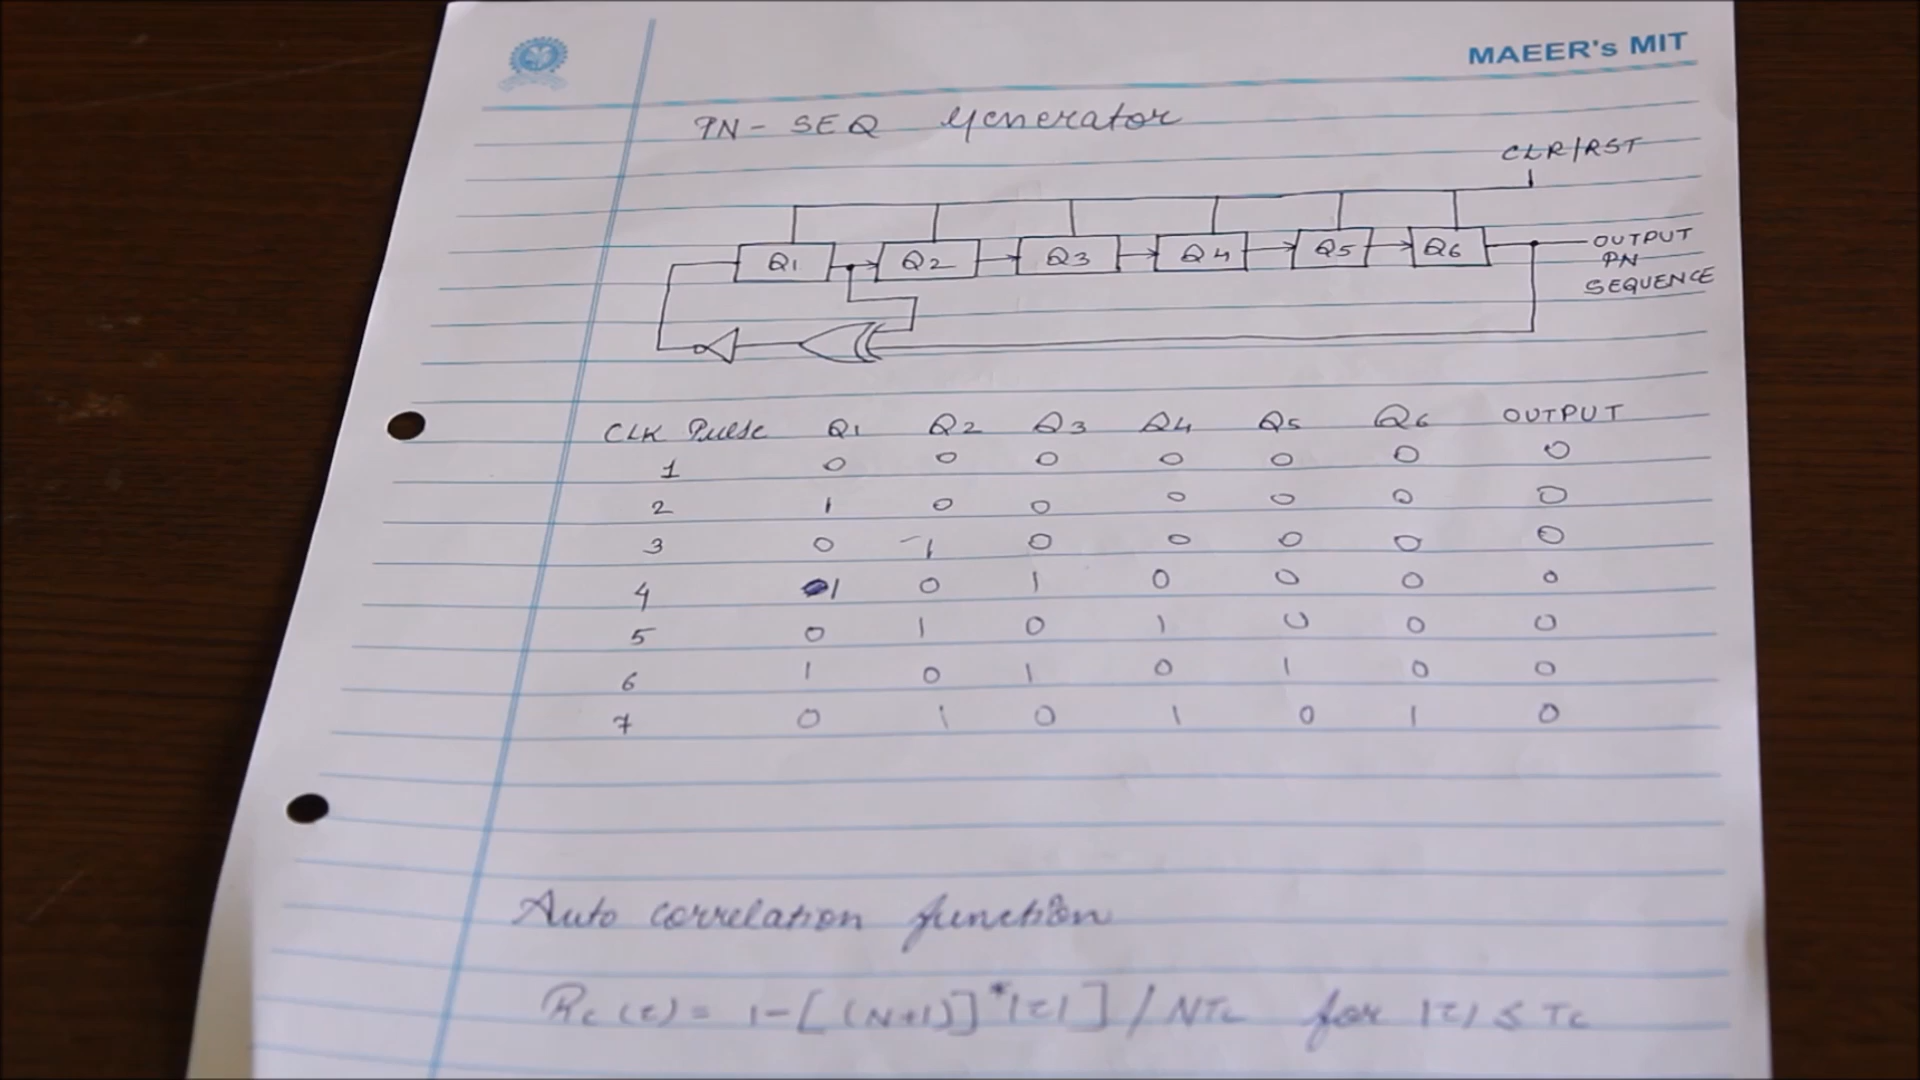 MAEER's MIT
PN - SEQ Generator
CLR/RST
Q1 Q2 Q3 Q4 Q5 Q6 OUTPUT
PN
SEQUENCE
CLK Pulse Q1 Q2 Q3 Q4 Q5 Q6 OUTPUT
1 0 0 0 0 0 0 0
2 1 0 0 0 0 0 0
3 0 1 0 0 0 0 0
4 1 0 1 0 0 0 0
5 0 1 0 1 0 0 0
6 1 0 1 0 1 0 0
7 0 1 0 1 0 1 0
Auto correlation function
Rc(τ) = 1-[(N+1)]*|τ|]/NTc for |τ| ≤ Tc